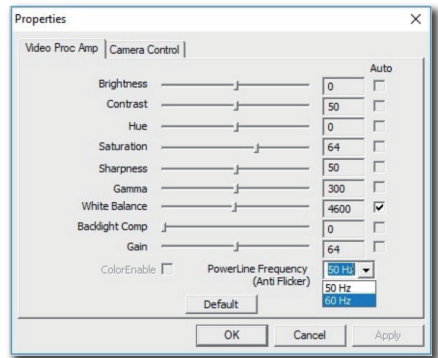 Properties
Video Proc Amp Camera Control
Auto
Brightness 0
Contrast 50
Hue 0
Saturation 64
Sharpness 50
Gamma 300
White Balance 4600
Backlight Comp 0
Gain 64
ColorEnable PowerLine Frequency 50 Hz
(Anti Flicker)
50 Hz
60 Hz
Default
OK Cancel Apply